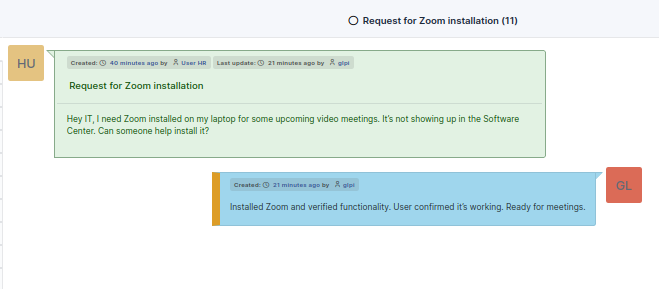 Request for Zoom installation (11)
HU
Created: 40 minutes ago by User HR Last update: 21 minutes ago by glpi
Request for Zoom installation
Hey IT, I need Zoom installed on my laptop for some upcoming video meetings. It's not showing up in the Software
Center. Can someone help install it?
GL
Created: 21 minutes ago by glpi
Installed Zoom and verified functionality. User confirmed it's working. Ready for meetings.